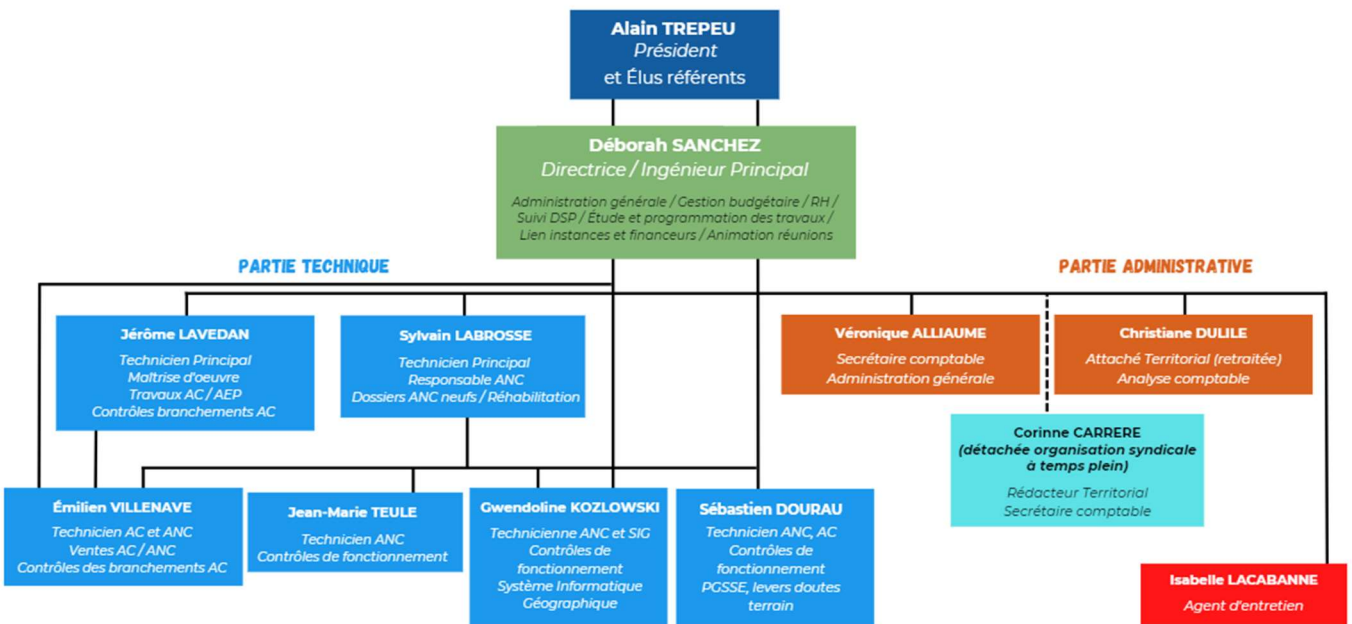 Alain TREPEU
Président
et Élus référents
Déborah SANCHEZ
Directrice / Ingénieur Principal
Administration générale / Gestion budgétaire / RH /
Suivi DSP / Étude et programmation des travaux /
Lien instances et financeurs / Animation réunions
PARTIE TECHNIQUE
PARTIE ADMINISTRATIVE
Jérôme LAVEDAN
Technicien Principal
Maîtrise d'oeuvre
Travaux AC / AEP
Contrôles branchements AC
Sylvain LABROSSE
Technicien Principal
Responsable ANC
Dossiers ANC neufs / Réhabilitation
Véronique ALLIAUME
Secrétaire comptable
Administration générale
Christiane DULILE
Attaché Territorial (retraitée)
Analyse comptable
Corinne CARRERE
(détachée organisation syndicale
à temps plein)
Rédacteur Territorial
Secrétaire comptable
Émilien VILLENAVE
Technicien AC et ANC
Ventes AC / ANC
Contrôles des branchements AC
Jean-Marie TEULE
Technicien ANC
Contrôles de fonctionnement
Gwendoline KOZLOWSKI
Technicienne ANC et SIG
Contrôles de
fonctionnement
Système Informatique
Géographique
Sébastien DOURAU
Technicien ANC, AC
Contrôles de
fonctionnement
PGSSE, levers doutes
terrain
Isabelle LACABANNE
Agent d'entretien